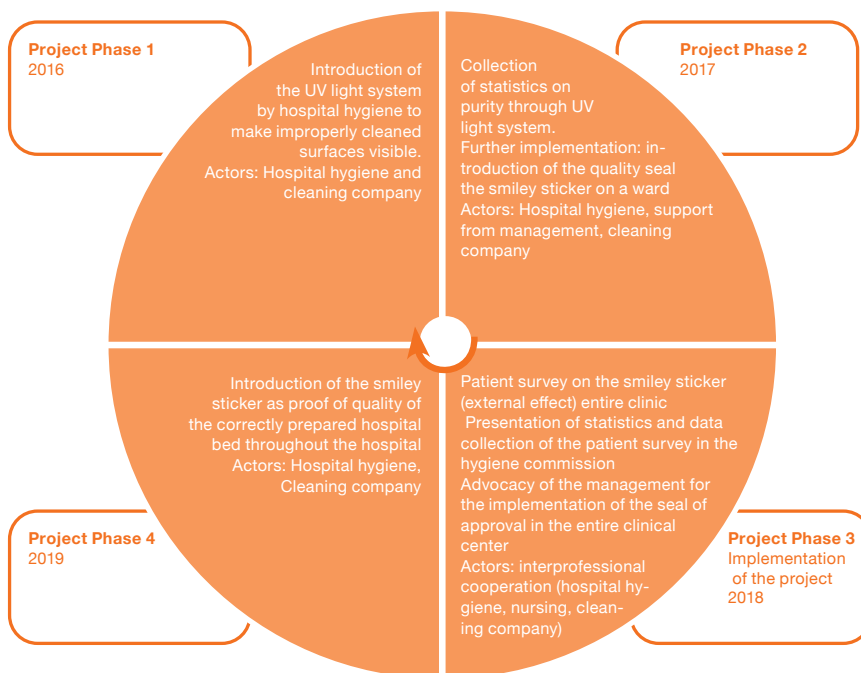 Project Phase 1
2016
Introduction of
the UV light system
by hospital hygiene to
make improperly cleaned
surfaces visible.
Actors: Hospital hygiene and
cleaning company
Project Phase 2
2017
Collection
of statistics on
purity through UV
light system.
Further implementation: in-
troduction of the quality seal
the smiley sticker on a ward
Actors: Hospital hygiene, support
from management, cleaning
company
Patient survey on the smiley sticker
(external effect) entire clinic
Presentation of statistics and data
collection of the patient survey in the
hygiene commission
Advocacy of the management for
the implementation of the seal of
approval in the entire clinical
center
Actors: interprofessional
cooperation (hospital hy-
giene, nursing, clean-
ing company)
Project Phase 3
Implementation
of the project
2018
Introduction of the smiley
sticker as proof of quality of
the correctly prepared hospital
bed throughout the hospital
Actors: Hospital hygiene,
Cleaning company
Project Phase 4
2019